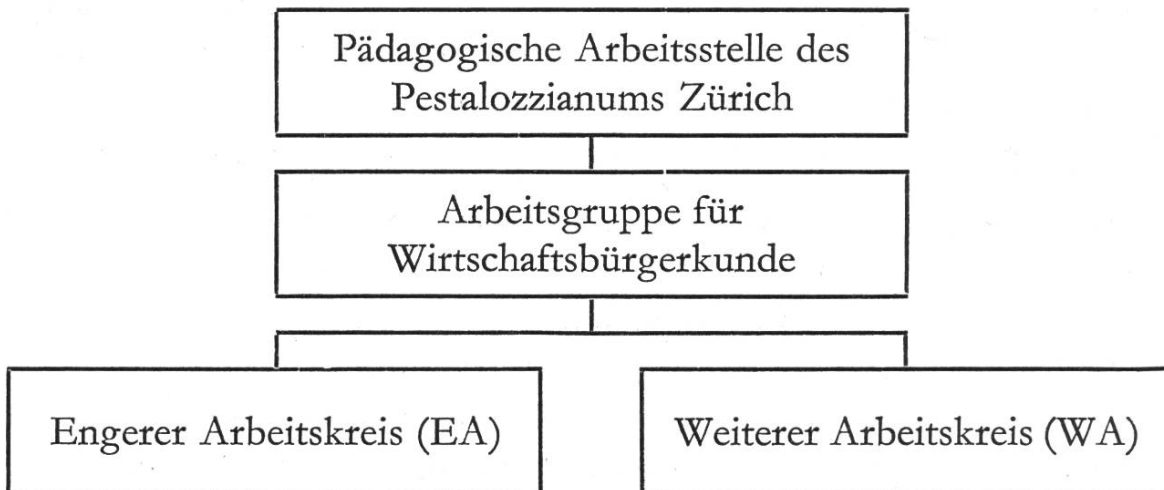 Pädagogische Arbeitsstelle des
Pestalozzianums Zürich
Arbeitsgruppe für
Wirtschaftsbürgerkunde
Engerer Arbeitskreis (EA)
Weiterer Arbeitskreis (WA)